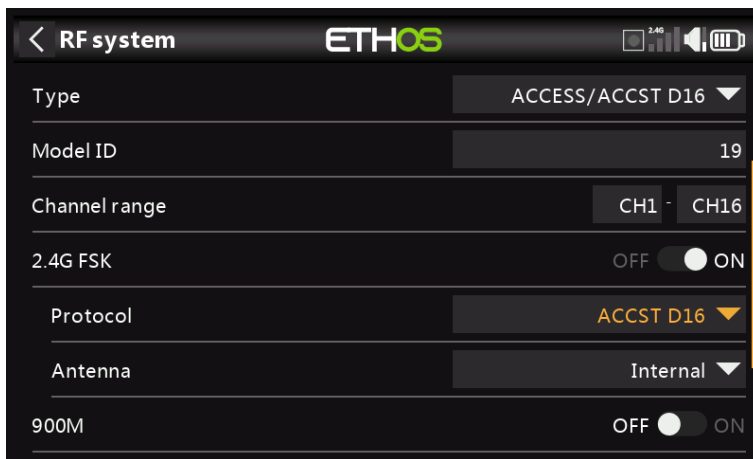 RF system ETHOS 2.4G
Type ACCESS/ACCST D16
Model ID 19
Channel range CH1 - CH16
2.4G FSK OFF ON
Protocol ACCST D16
Antenna Internal
900M OFF ON